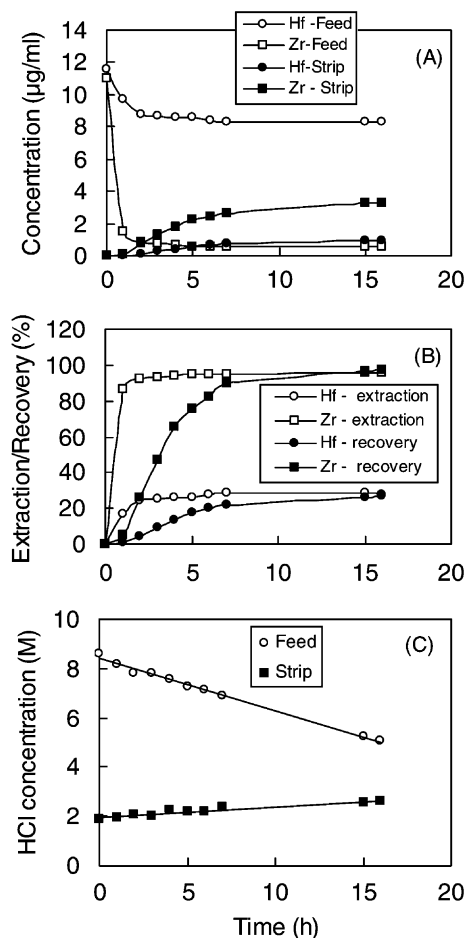 Hf -Feed
Zr-Feed
Hf-Strip
Zr - Strip
(A)
Concentration (µg/ml)
14
12
10
8
6
4
2
0
0 5 10 15 20
(B)
Extraction/Recovery (%)
120
100
80
60
40
20
0
Hf - extraction
Zr - extraction
Hf - recovery
Zr - recovery
0 5 10 15 20
(C)
HCl concentration (M)
10
8
6
4
2
0
Feed
Strip
0 5 10 15 20
Time (h)